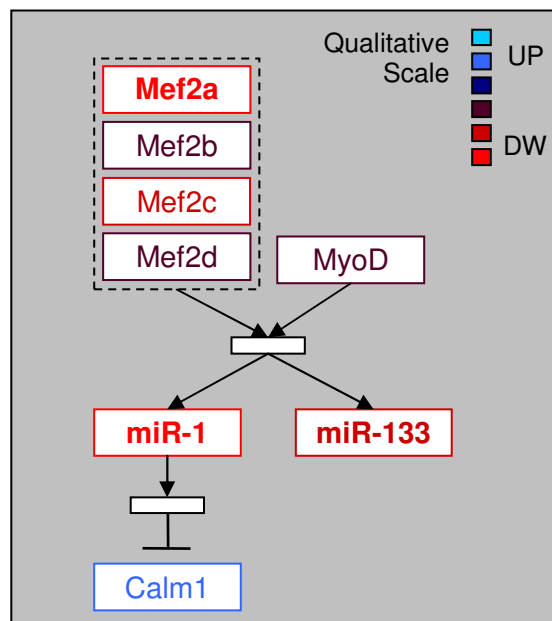 Qualitative
Scale
UP
DW
Mef2a
Mef2b
Mef2c
Mef2d
MyoD
miR-1
miR-133
Calm1